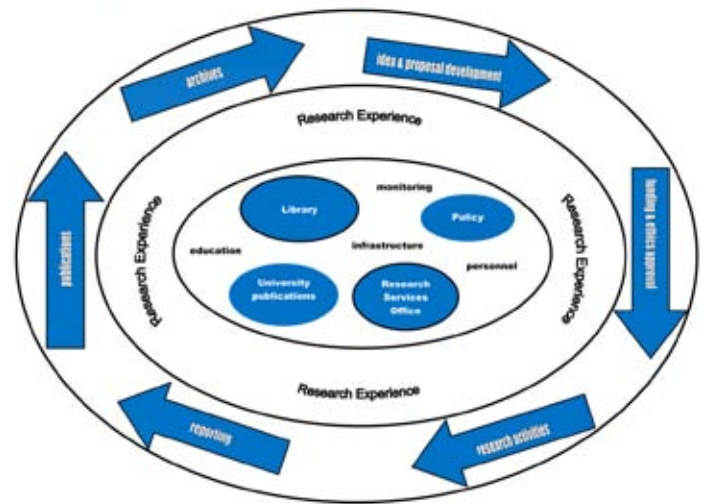 archives
idea & proposal development
Research Experience
funding & ethics approval
Research Experience
Research Experience
publications
Library
monitoring
Policy
education
infrastructure
personnel
University
publications
Research
Services
Office
Research Experience
reporting
research activities